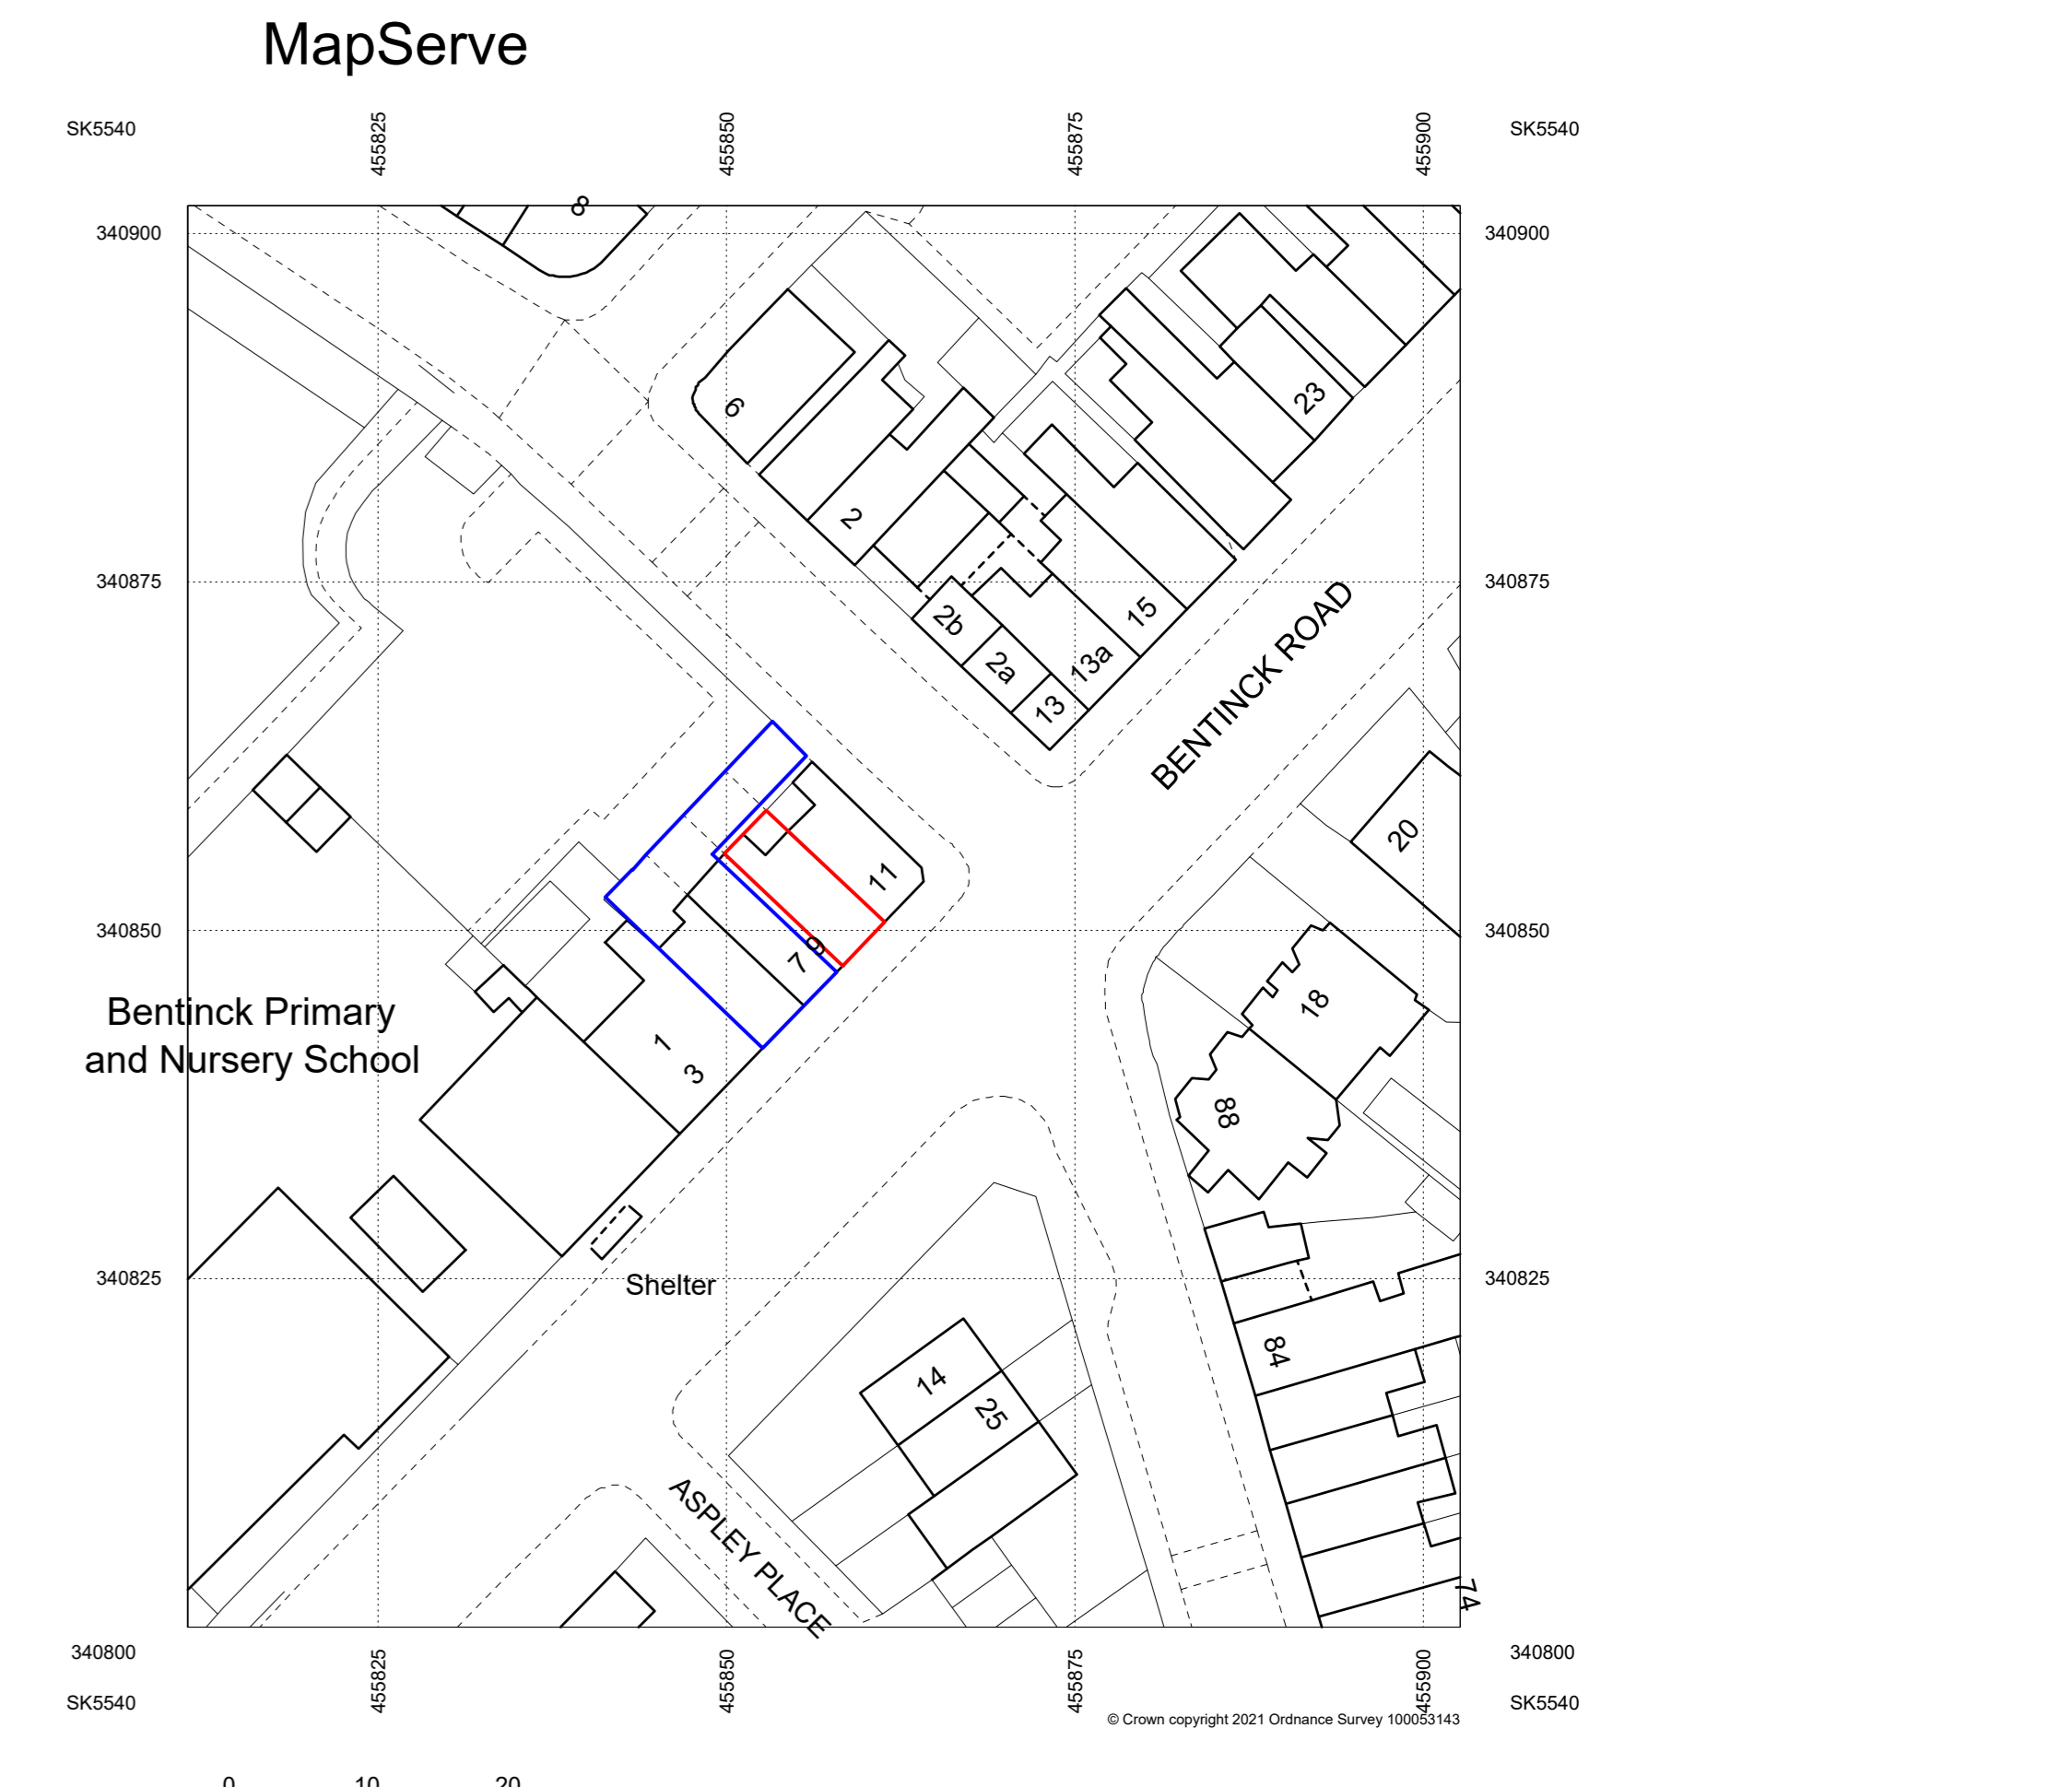 MapServe
455825
455850
455875
455900
SK5540
SK5540
340900
340900
8
6
23
2
340875
340875
2b
15
2a
13a
13
BENTINCK ROAD
20
11
340850
340850
9
7
18
Bentinck Primary
and Nursery School
1
3
88
340825
340825
Shelter
84
14
25
ASPLEY PLACE
74
340800
340800
455825
455850
455875
455900
SK5540
SK5540
© Crown copyright 2021 Ordnance Survey 100053143
0 10 20